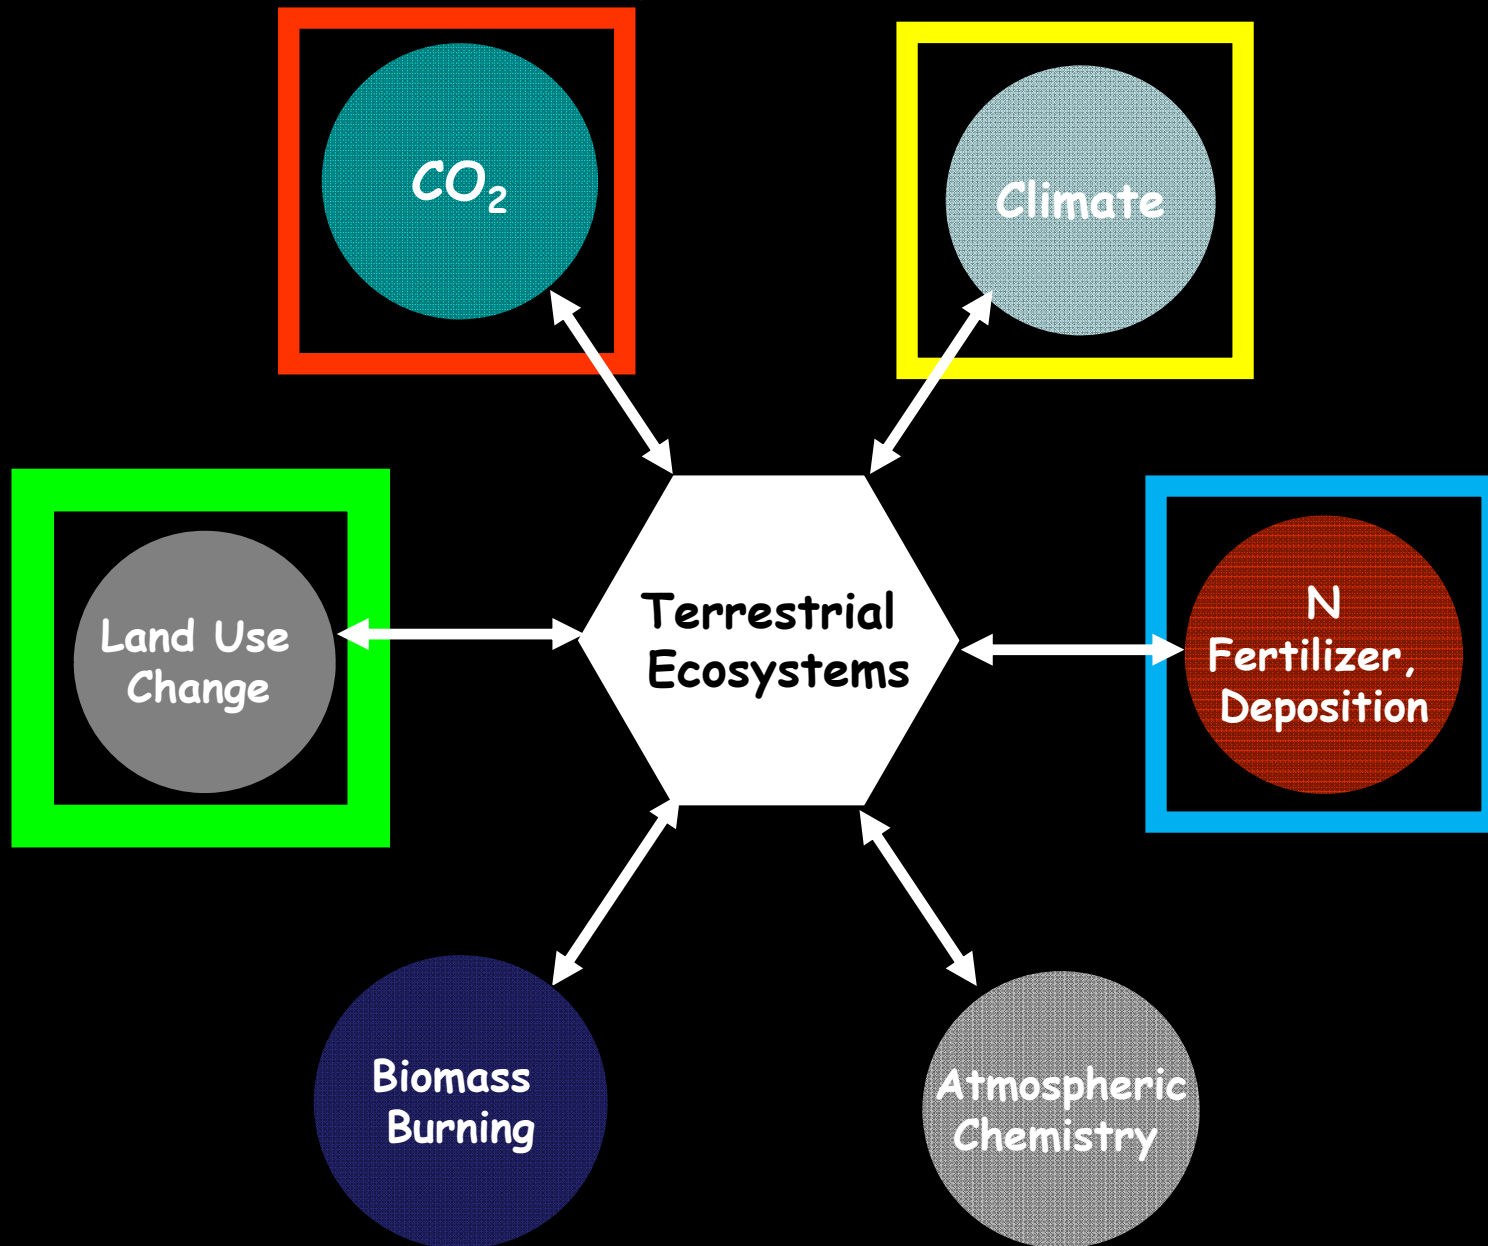 CO₂
Climate
Land Use
Change
Terrestrial
Ecosystems
N
Fertilizer,
Deposition
Biomass
Burning
Atmospheric
Chemistry